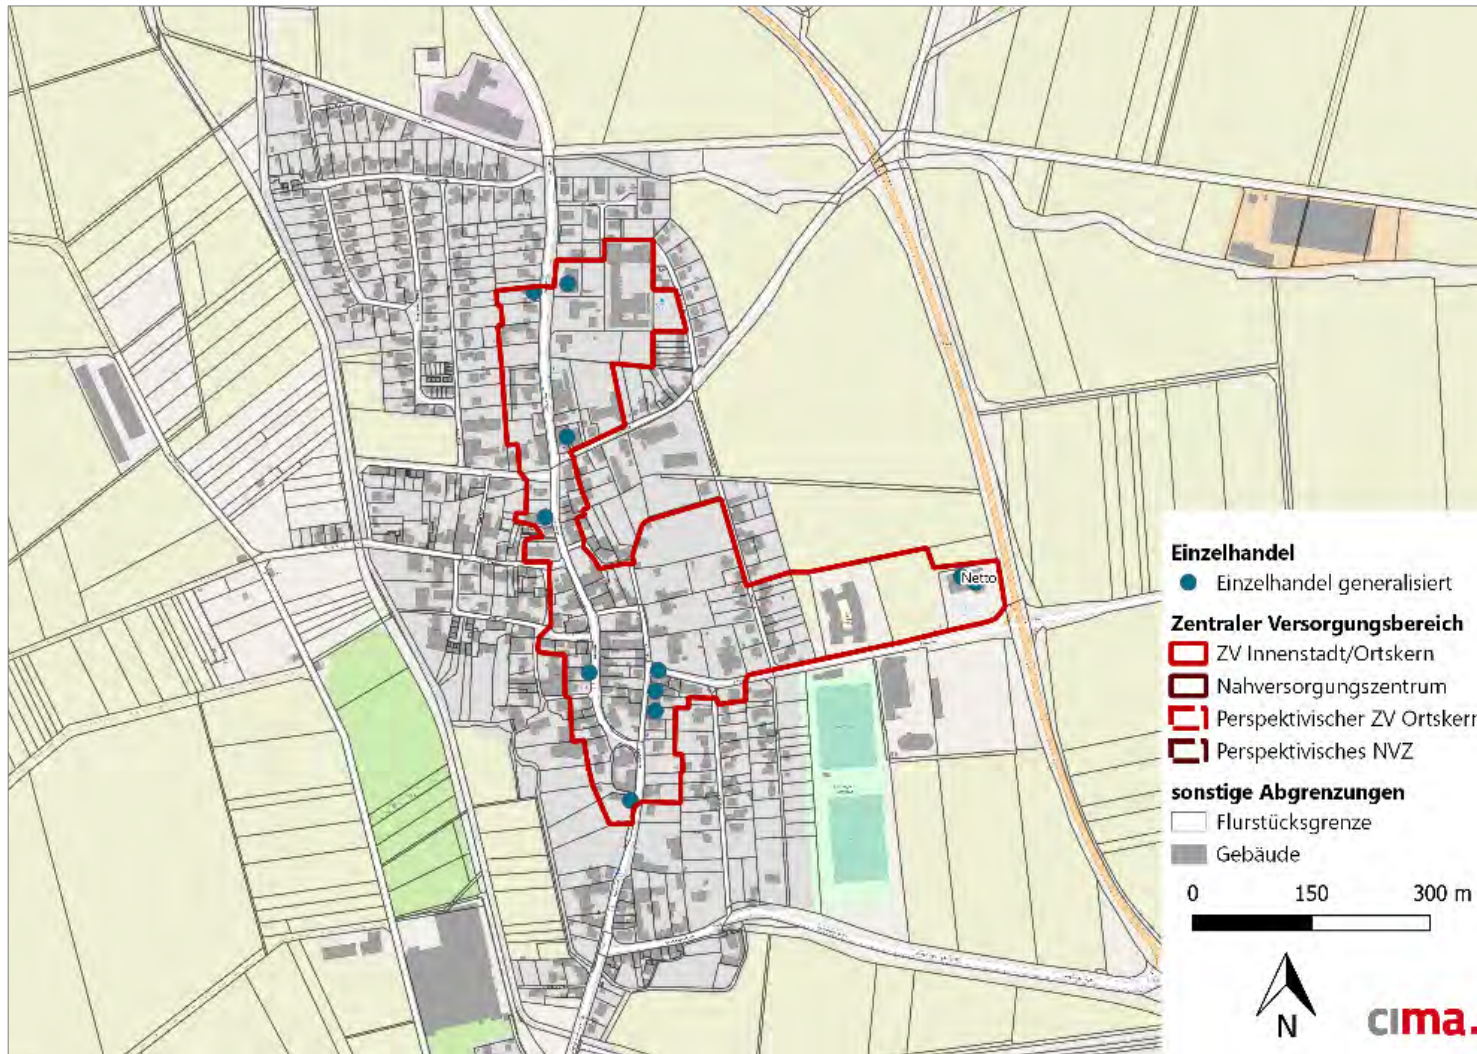 Netto
Einzelhandel
Einzelhandel generalisiert
Zentraler Versorgungsbereich
ZV Innenstadt/Ortskern
Nahversorgungszentrum
Perspektivischer ZV Ortskern
Perspektivisches NVZ
sonstige Abgrenzungen
Flurstücksgrenze
Gebäude
0 150 300 m
N
cima.